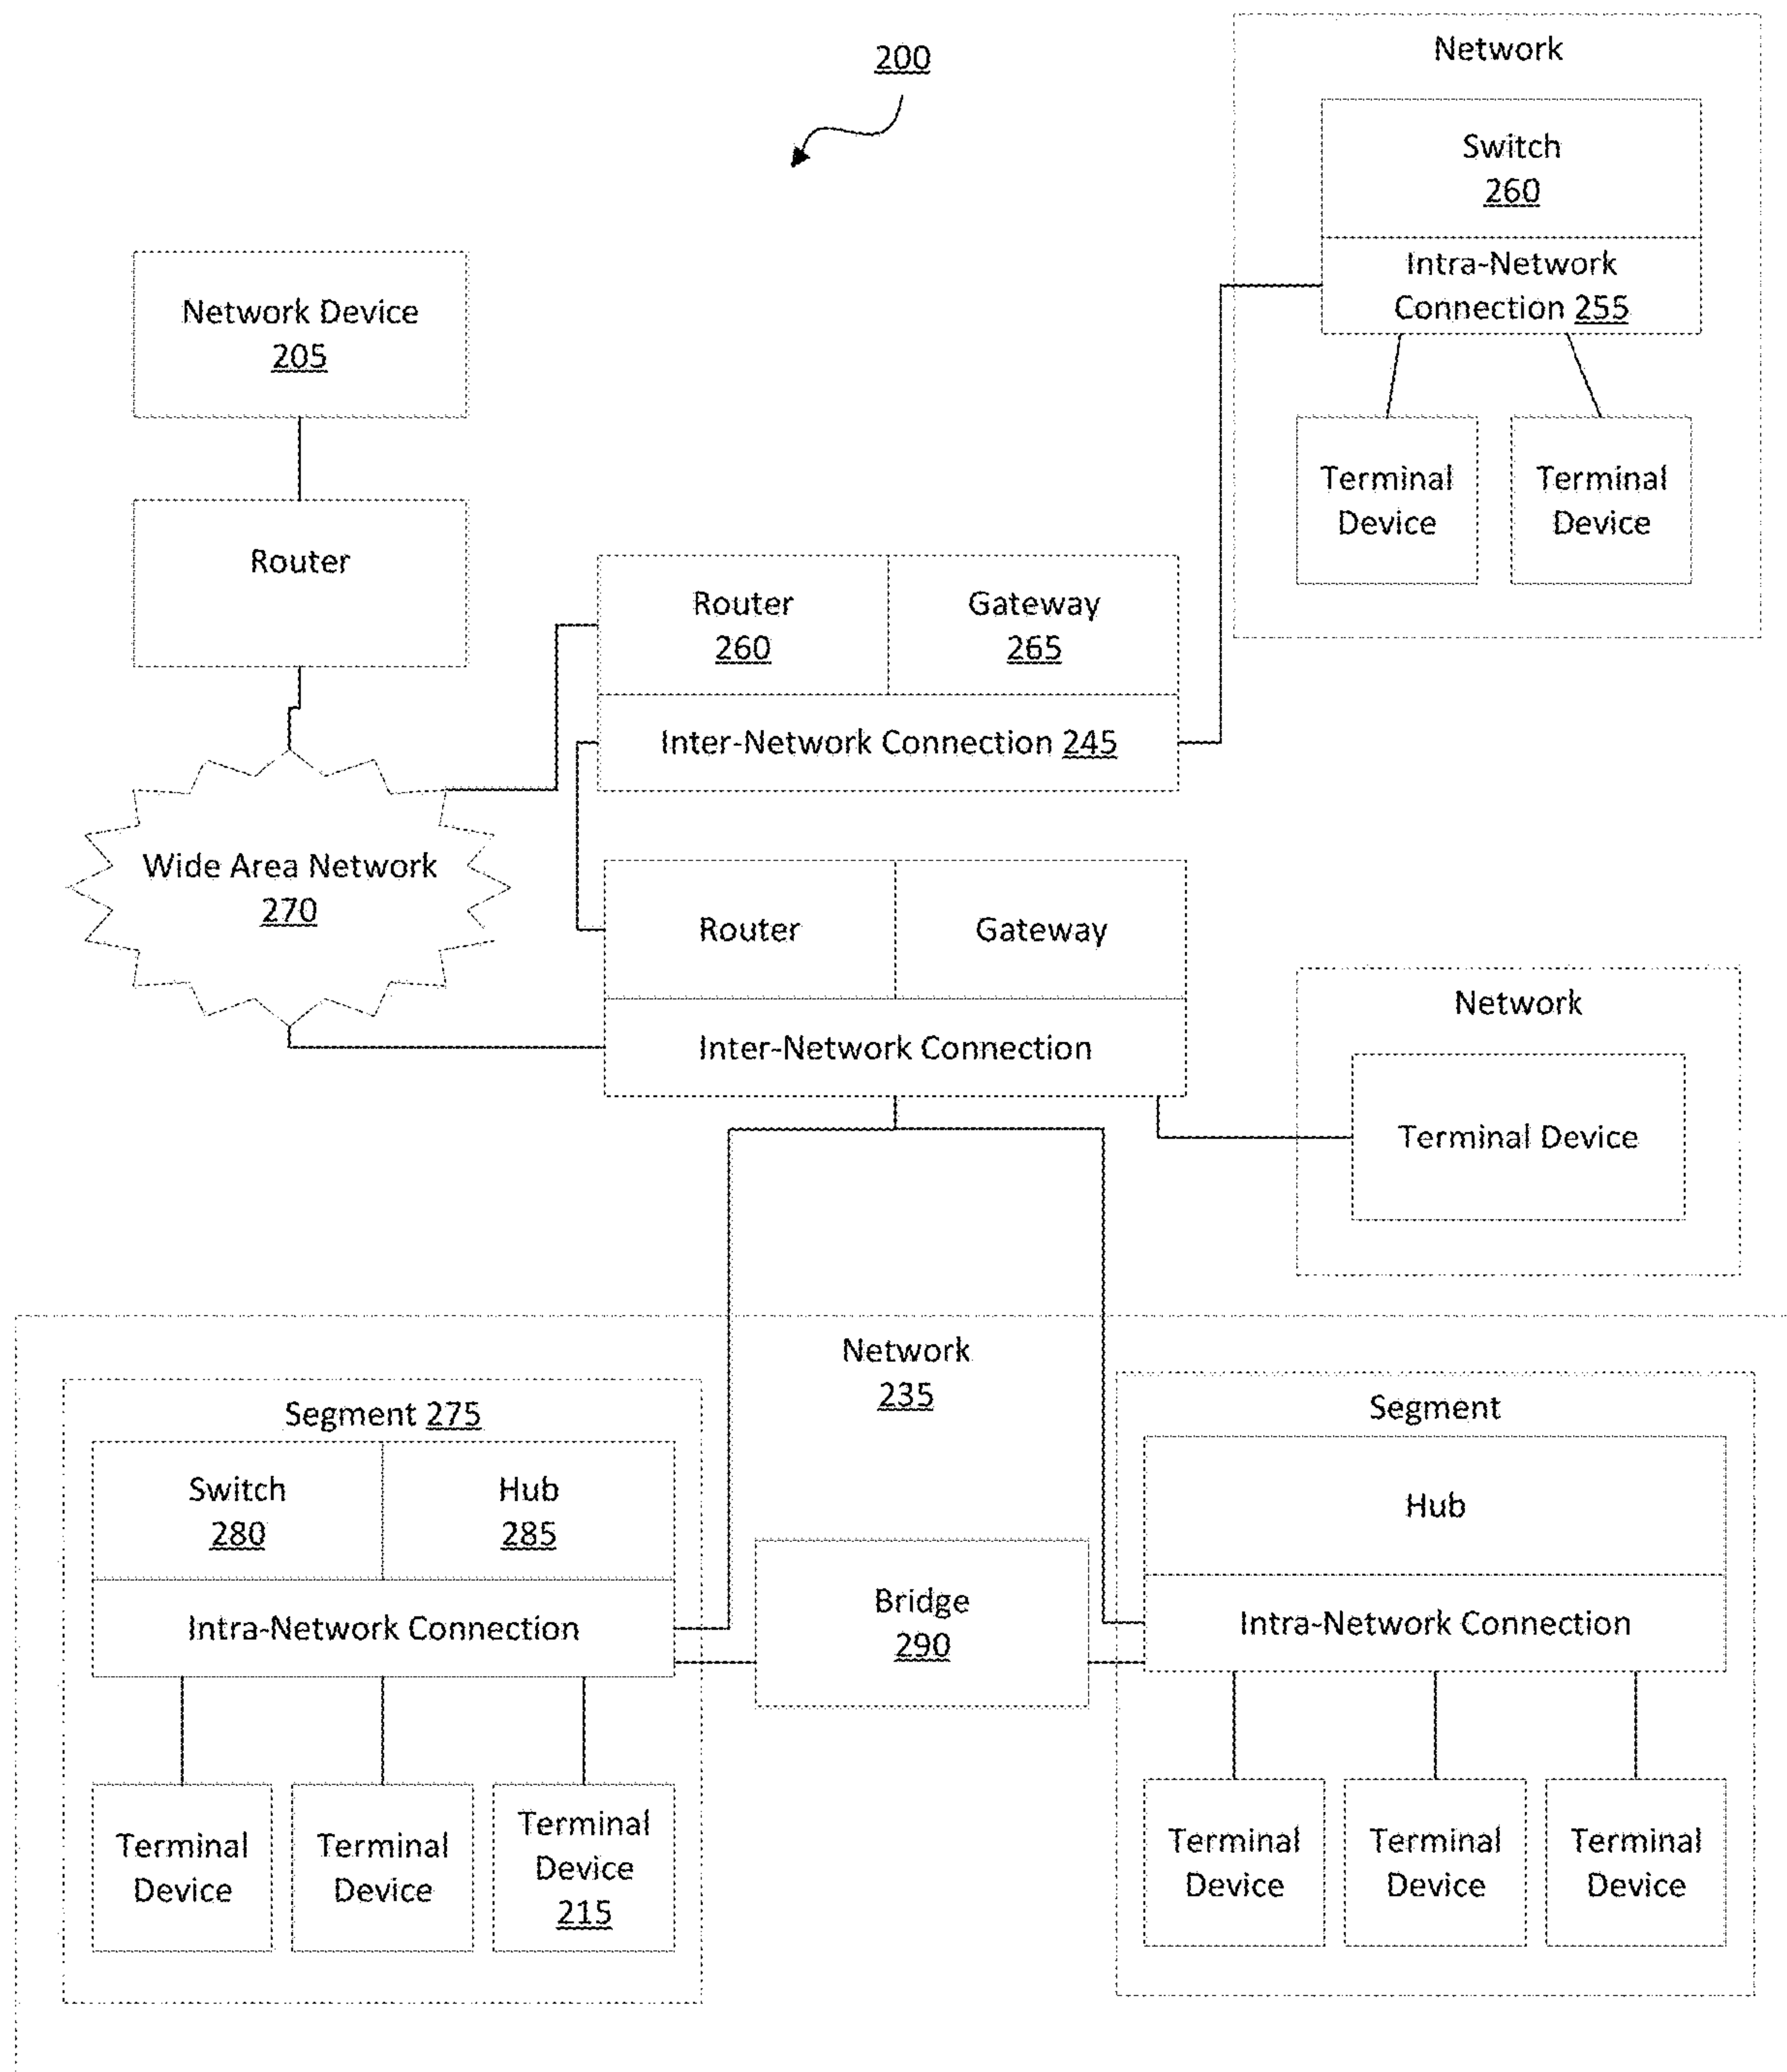 200
Network
Switch
260
Intra-Network
Connection 255
Terminal
Device
Terminal
Device
Network Device
205
Router
Router
260
Gateway
265
Inter-Network Connection 245
Wide Area Network
270
Router
Gateway
Inter-Network Connection
Network
Terminal Device
Network
235
Segment 275
Switch
280
Hub
285
Intra-Network Connection
Terminal
Device
Terminal
Device
Terminal
Device
215
Bridge
290
Segment
Hub
Intra-Network Connection
Terminal
Device
Terminal
Device
Terminal
Device